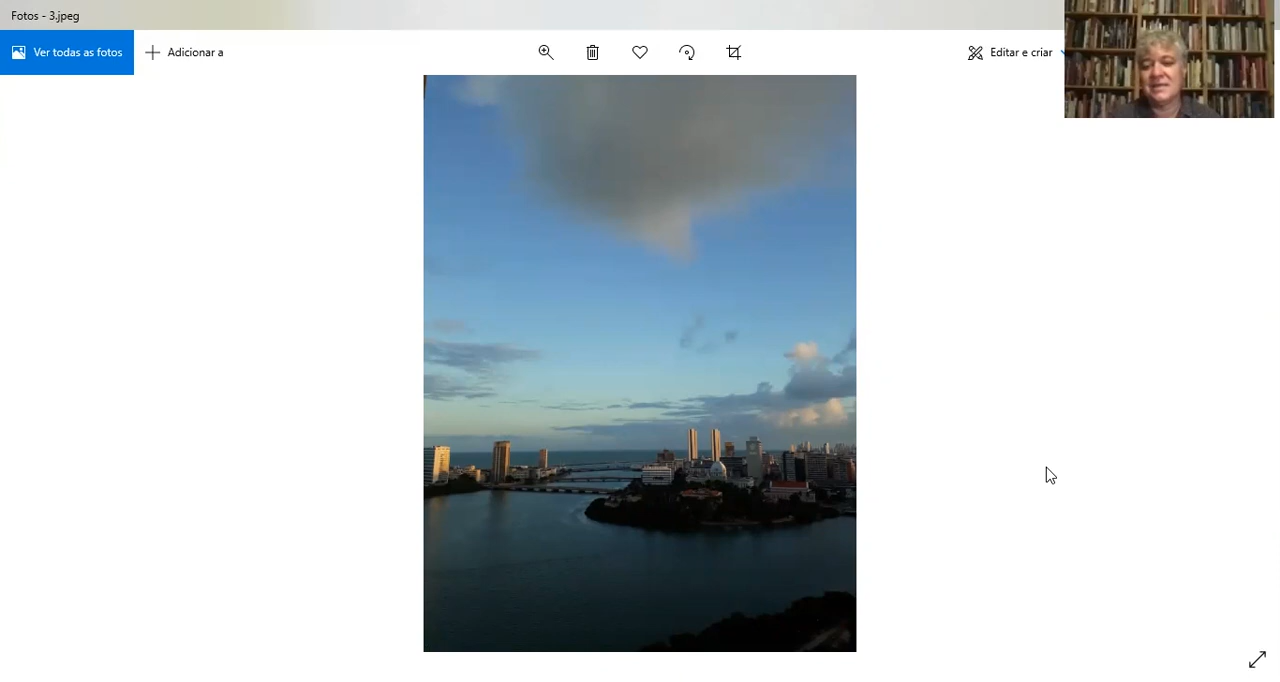 Fotos - 3.jpeg
Ver todas as fotos
Adicionar a
Editar e criar